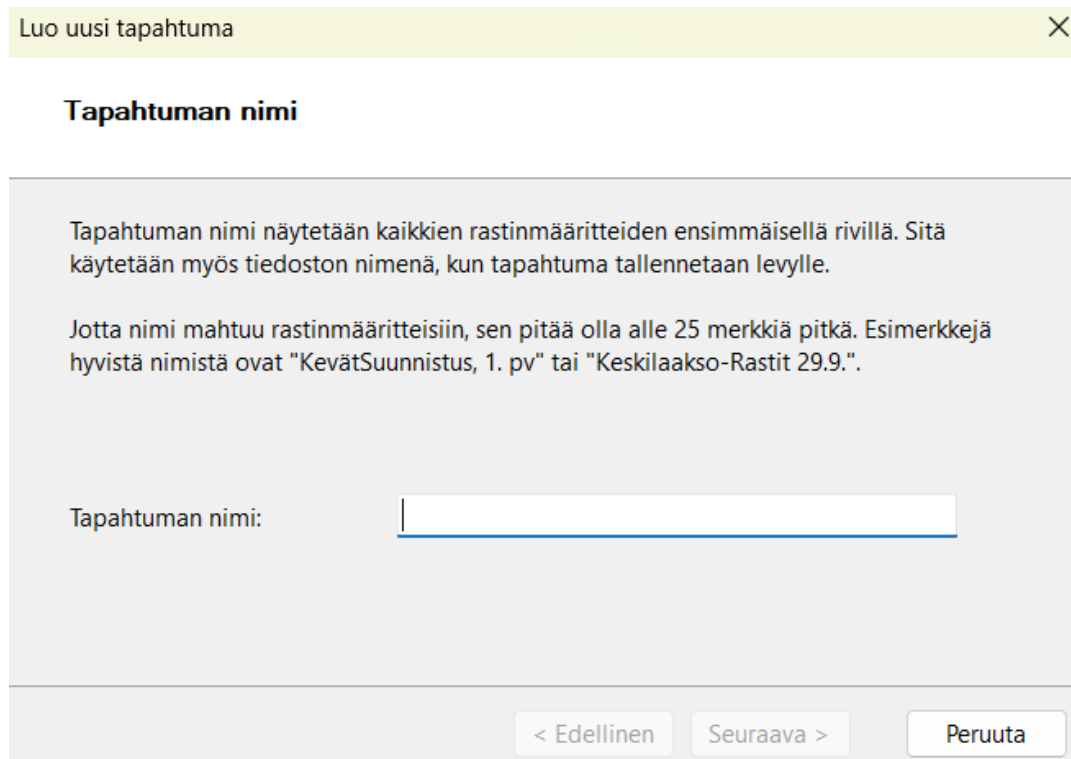 Luo uusi tapahtuma
Tapahtuman nimi
Tapahtuman nimi näytetään kaikkien rastinmääritteiden ensimmäisellä rivillä. Sitä
käytetään myös tiedoston nimenä, kun tapahtuma tallennetaan levylle.
Jotta nimi mahtuu rastinmääritteisiin, sen pitää olla alle 25 merkkiä pitkä. Esimerkkejä
hyvistä nimistä ovat "KevätSuunnistus, 1. pv" tai "Keskilaakso-Rastit 29.9.".
Tapahtuman nimi:
< Edellinen Seuraava > Peruuta